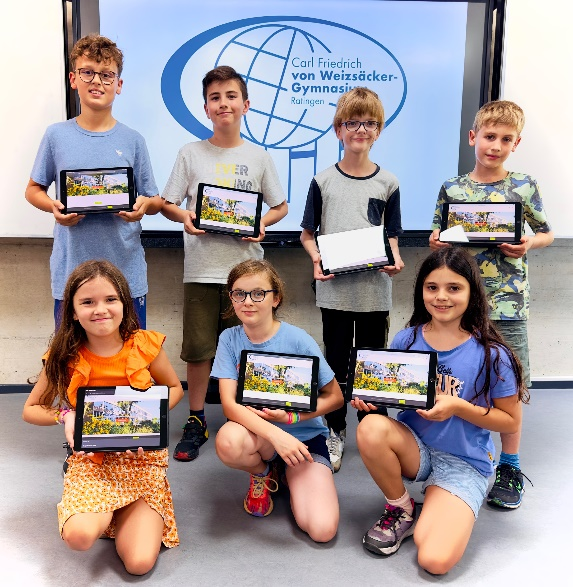 Carl Friedrich
von Weizsäcker-
Gymnasium
Ratingen